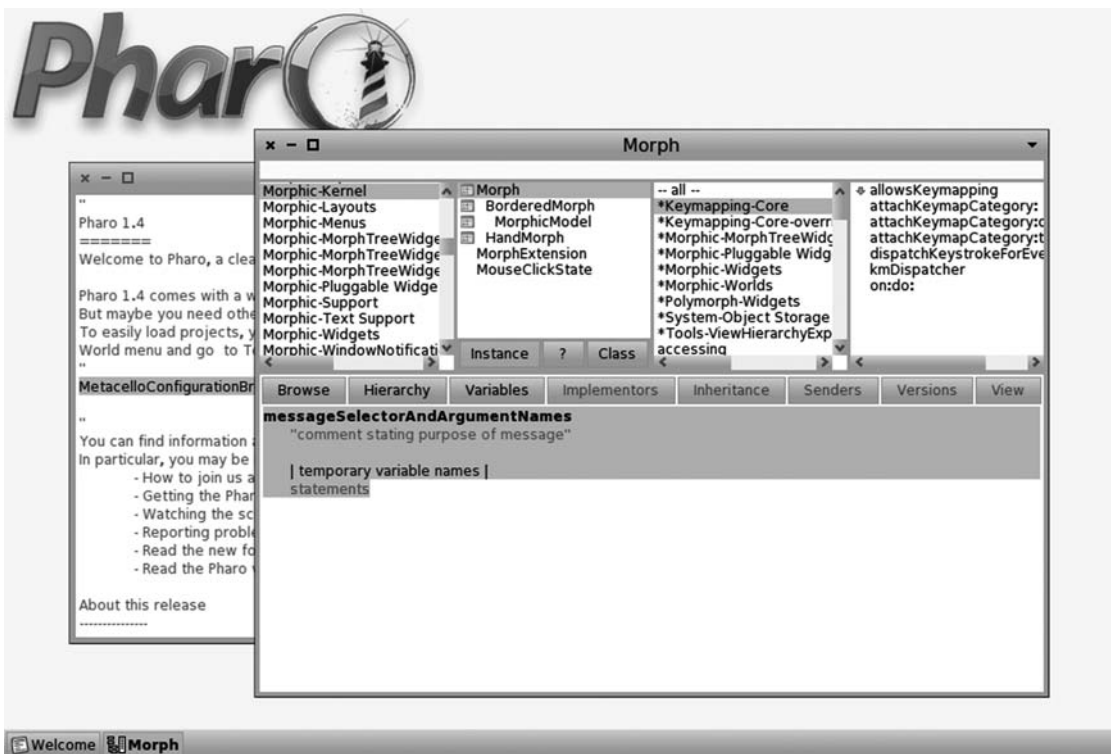 Pharo
Morph
Pharo 1.4
=======
Welcome to Pharo, a clea
Pharo 1.4 comes with a w
But maybe you need othe
To easily load projects, y
World menu and go to To
"
MetacelloConfigurationBr
"
You can find information a
In particular, you may be
- How to join us a
- Getting the Phar
- Watching the sc
- Reporting proble
- Read the new fo
- Read the Pharo
About this release
---------------
Morphic-Kernel
Morphic-Layouts
Morphic-Menus
Morphic-MorphTreeWidge
Morphic-MorphTreeWidge
Morphic-MorphTreeWidge
Morphic-Pluggable Widge
Morphic-Support
Morphic-Text Support
Morphic-Widgets
Morphic-WindowNotificati
Morph
BorderedMorph
MorphicModel
HandMorph
MorphExtension
MouseClickState
Instance ? Class
-- all --
*Keymapping-Core
*Keymapping-Core-overr
*Morphic-MorphTreeWidg
*Morphic-Pluggable Widg
*Morphic-Widgets
*Morphic-Worlds
*Polymorph-Widgets
*System-Object Storage
*Tools-ViewHierarchyExp
accessing
allowsKeymapping
attachKeymapCategory:
attachKeymapCategory:o
attachKeymapCategory:t
dispatchKeystrokeForEve
kmDispatcher
on:do:
Browse Hierarchy Variables Implementors Inheritance Senders Versions View
messageSelectorAndArgumentNames
"comment stating purpose of message"
| temporary variable names |
statements
Welcome Morph